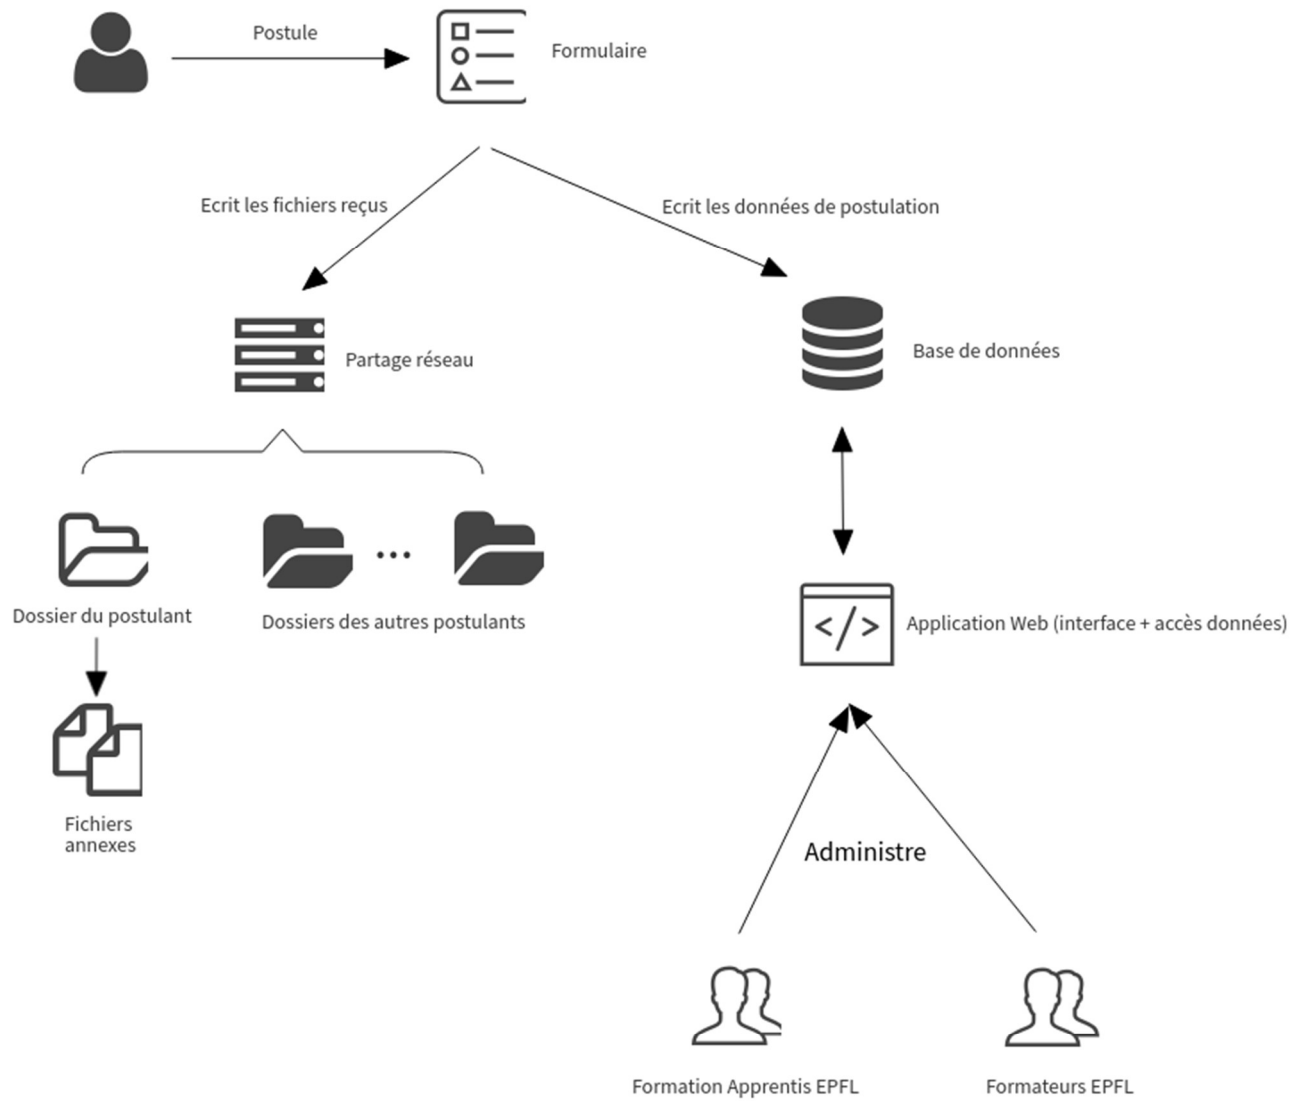 Postule
Formulaire
Ecrit les fichiers reçus
Ecrit les données de postulation
Partage réseau
Base de données
Dossier du postulant
Dossiers des autres postulants
Application Web (interface + accès données)
Fichiers
annexes
Administre
Formation Apprentis EPFL
Formateurs EPFL